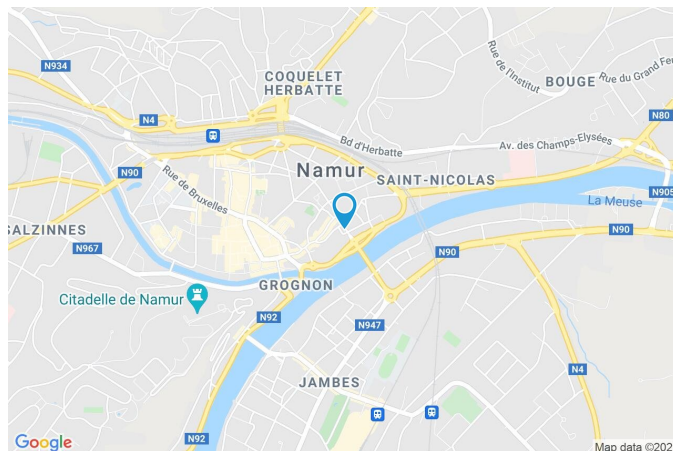 N934
COQUELET
HERBATTE
Rue de l'Institut
BOUGE
Rue du Grand Feu
N4
N80
Bd d'Herbatte
Av. des Champs-Elysées
N90
Rue de Bruxelles
Namur
SAINT-NICOLAS
N905
La Meuse
SALZINNES
N967
N90
N90
GROGNON
Citadelle de Namur
N92
N947
N4
JAMBES
N92
Google
Map data ©202